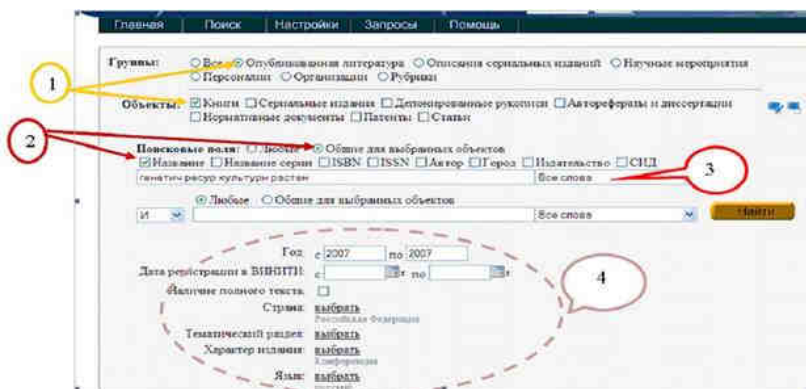 Главная Поиск Настройки Запросы Помощь
Группы: Все Опубликованная литература Описания сериальных изданий Научные мероприятия
Персоналии Организации Рубрики
1
Объекты: Книги Сериальные издания Депонированные рукописи Авторефераты и диссертации
Нормативные документы Патенты Статьи
2
Поисковые поля: Любые Общие для выбранных объектов
Название Название серии ISBN ISSN Автор Город Издательство СИД
генетич ресур культурн растен Все слова
3
Любые Общие для выбранных объектов
И Все слова Найти
Год: с 2007 по 2007
Дата регистрации в ВИНИТИ: с по
4
Наличие полного текста:
Страна: выбрать
Российская Федерация
Тематический раздел: выбрать
Характер издания: выбрать
Конференция
Язык: выбрать